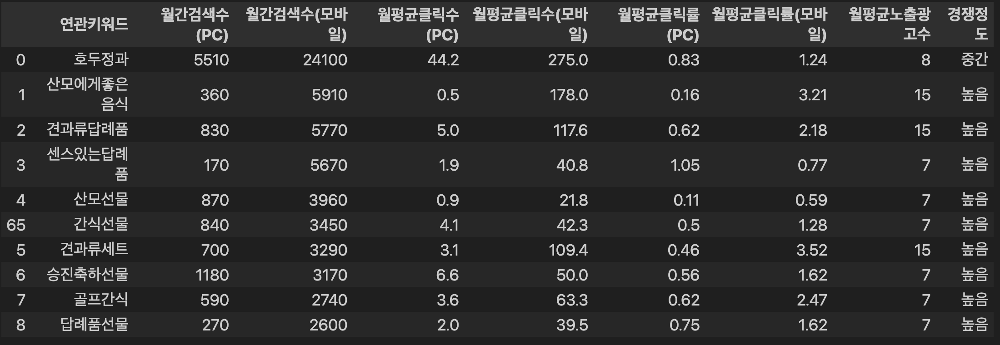 연관키워드 월간검색수(PC) 월간검색수(모바일) 월평균클릭수(PC) 월평균클릭수(모바일) 월평균클릭률(PC) 월평균클릭률(모바일) 월평균노출광고수 경쟁정도
0 호두정과 5510 24100 44.2 275.0 0.83 1.24 8 중간
1 산모에게좋은음식 360 5910 0.5 178.0 0.16 3.21 15 높음
2 견과류답례품 830 5770 5.0 117.6 0.62 2.18 15 높음
3 센스있는답례품 170 5670 1.9 40.8 1.05 0.77 7 높음
4 산모선물 870 3960 0.9 21.8 0.11 0.59 7 높음
65 간식선물 840 3450 4.1 42.3 0.5 1.28 7 높음
5 견과류세트 700 3290 3.1 109.4 0.46 3.52 15 높음
6 승진축하선물 1180 3170 6.6 50.0 0.56 1.62 7 높음
7 골프간식 590 2740 3.6 63.3 0.62 2.47 7 높음
8 답례품선물 270 2600 2.0 39.5 0.75 1.62 7 높음